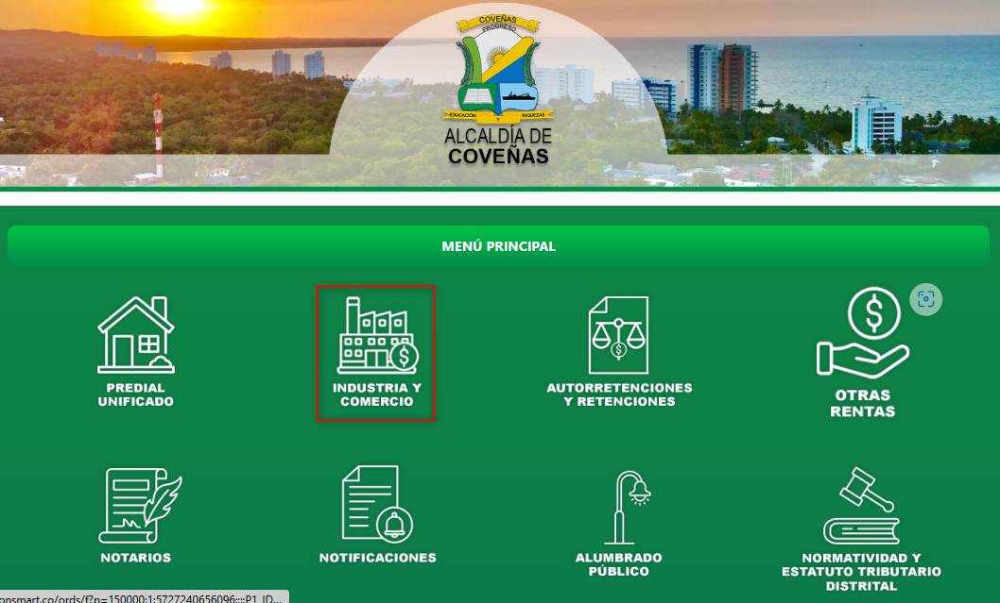 COVEÑAS
PROGRESO
EDUCACIÓN Y RIQUEZAS
ALCALDÍA DE
COVEÑAS
MENÚ PRINCIPAL
PREDIAL
UNIFICADO
INDUSTRIA Y
COMERCIO
AUTORRETENCIONES
Y RETENCIONES
OTRAS
RENTAS
NOTARIOS
NOTIFICACIONES
ALUMBRADO
PÚBLICO
NORMATIVIDAD Y
ESTATUTO TRIBUTARIO
DISTRITAL
onsmart.co/ords/f?p=150000:1:5727240656096::::P1_ID...